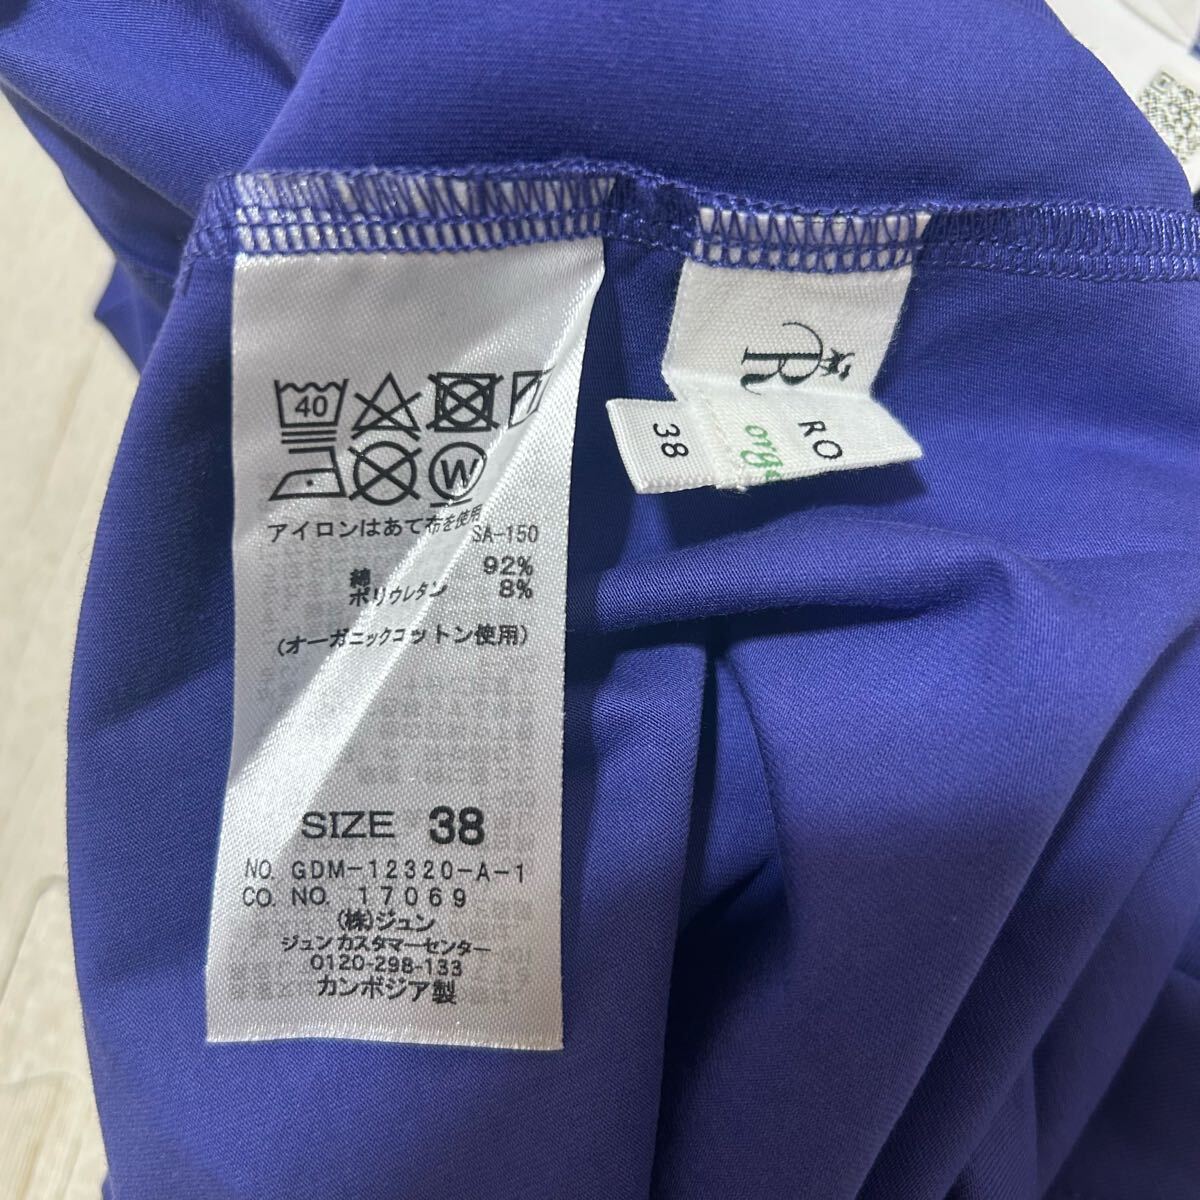 40
W
アイロンはあて布を使用
SA-150
綿 92%
ポリウレタン 8%
(オーガニックコットン使用)
SIZE 38
NO. GDM-12320-A-1
CO. NO. 17069
(株)ジュン
ジュンカスタマーセンター
0120-298-133
カンボジア製
R
RO
orga
38